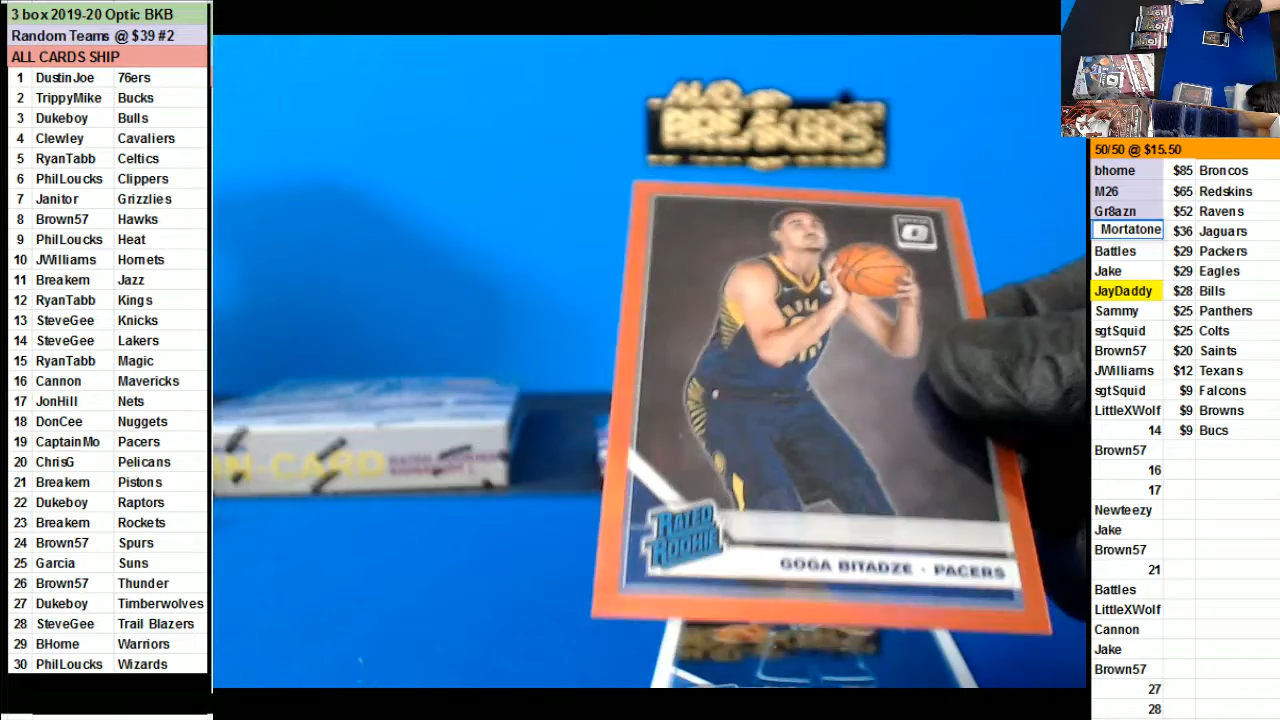 3 box 2019-20 Optic BKB
Random Teams @ $39 #2
ALL CARDS SHIP
1 DustinJoe 76ers
2 TrippyMike Bucks
3 Dukeboy Bulls
4 Clewley Cavaliers
5 RyanTabb Celtics
6 PhilLoucks Clippers
7 Janitor Grizzlies
8 Brown57 Hawks
9 PhilLoucks Heat
10 JWilliams Hornets
11 Breakem Jazz
12 RyanTabb Kings
13 SteveGee Knicks
14 SteveGee Lakers
15 RyanTabb Magic
16 Cannon Mavericks
17 JonHill Nets
18 DonCee Nuggets
19 CaptainMo Pacers
20 ChrisG Pelicans
21 Breakem Pistons
22 Dukeboy Raptors
23 Breakem Rockets
24 Brown57 Spurs
25 Garcia Suns
26 Brown57 Thunder
27 Dukeboy Timberwolves
28 SteveGee Trail Blazers
29 BHome Warriors
30 PhilLoucks Wizards
BREAKERS
N-CARD
RATED ROOKIE
GOGA BITADZE • PACERS
50/50 @ $15.50
bhome $85 Broncos
M26 $65 Redskins
Gr8azn $52 Ravens
Mortatone $36 Jaguars
Battles $29 Packers
Jake $29 Eagles
JayDaddy $28 Bills
Sammy $25 Panthers
sgtSquid $25 Colts
Brown57 $20 Saints
JWilliams $12 Texans
sgtSquid $9 Falcons
LittleXWolf $9 Browns
14 $9 Bucs
Brown57
16
17
Newteezy
Jake
Brown57
21
Battles
LittleXWolf
Cannon
Jake
Brown57
27
28